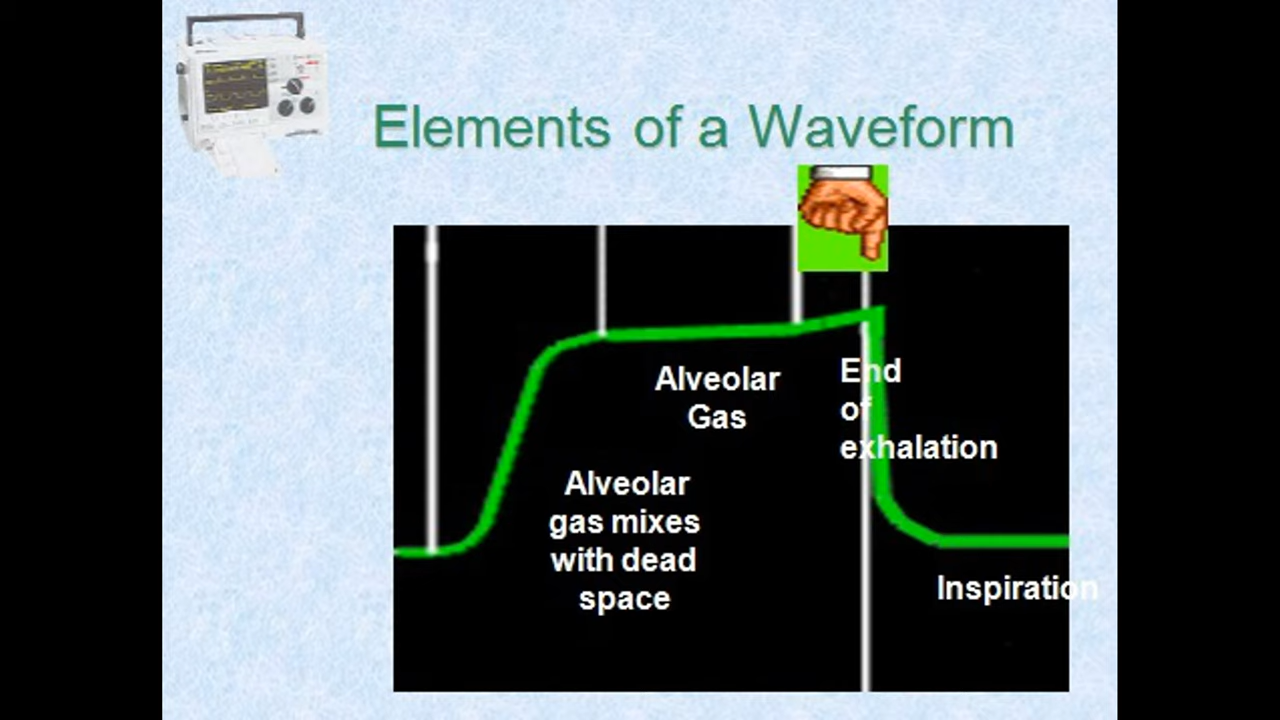 Elements of a Waveform
Alveolar
Gas
End
of
exhalation
Alveolar
gas mixes
with dead
space
Inspiration